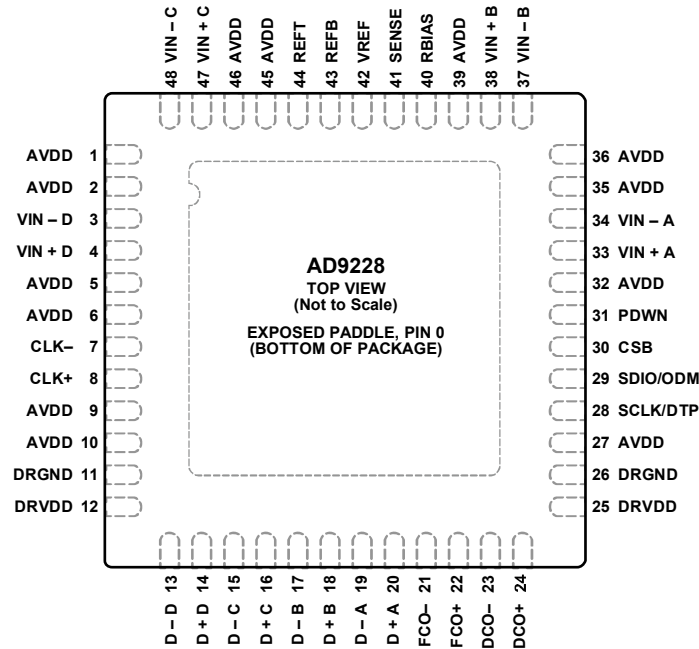 48 VIN – C
47 VIN + C
46 AVDD
45 AVDD
44 REFT
43 REFB
42 VREF
41 SENSE
40 RBIAS
39 AVDD
38 VIN + B
37 VIN – B
AVDD 1
AVDD 2
VIN – D 3
VIN + D 4
AVDD 5
AVDD 6
CLK– 7
CLK+ 8
AVDD 9
AVDD 10
DRGND 11
DRVDD 12
AD9228
TOP VIEW
(Not to Scale)
EXPOSED PADDLE, PIN 0
(BOTTOM OF PACKAGE)
36 AVDD
35 AVDD
34 VIN – A
33 VIN + A
32 AVDD
31 PDWN
30 CSB
29 SDIO/ODM
28 SCLK/DTP
27 AVDD
26 DRGND
25 DRVDD
D – D 13
D + D 14
D – C 15
D + C 16
D – B 17
D + B 18
D – A 19
D + A 20
FCO– 21
FCO+ 22
DCO– 23
DCO+ 24